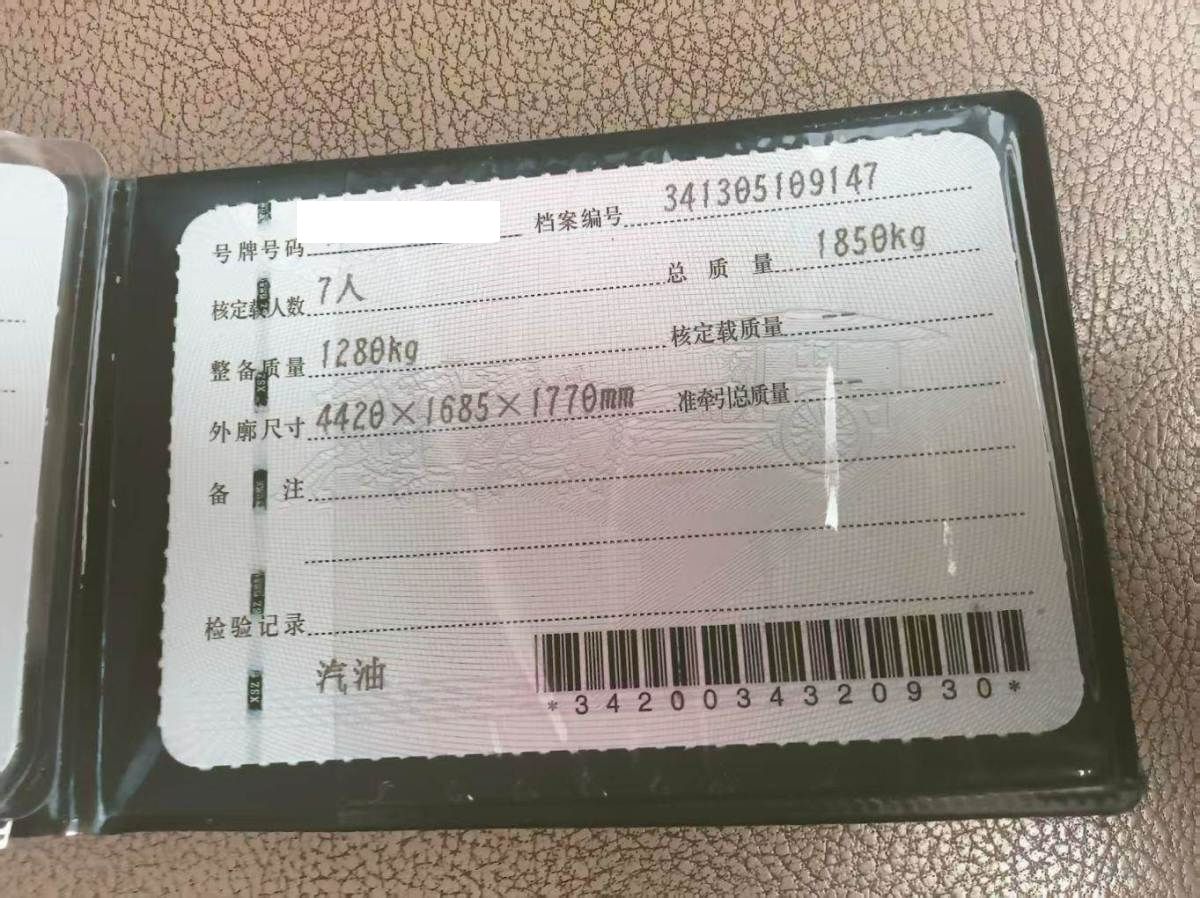 号牌号码 档案编号 341305109147
核定载人数 7人 总质量 1850kg
整备质量 1280kg 核定载质量 --
外廓尺寸 4420×1685×1770mm 准牵引总质量 --
备注
检验记录
汽油
*3420034320930*